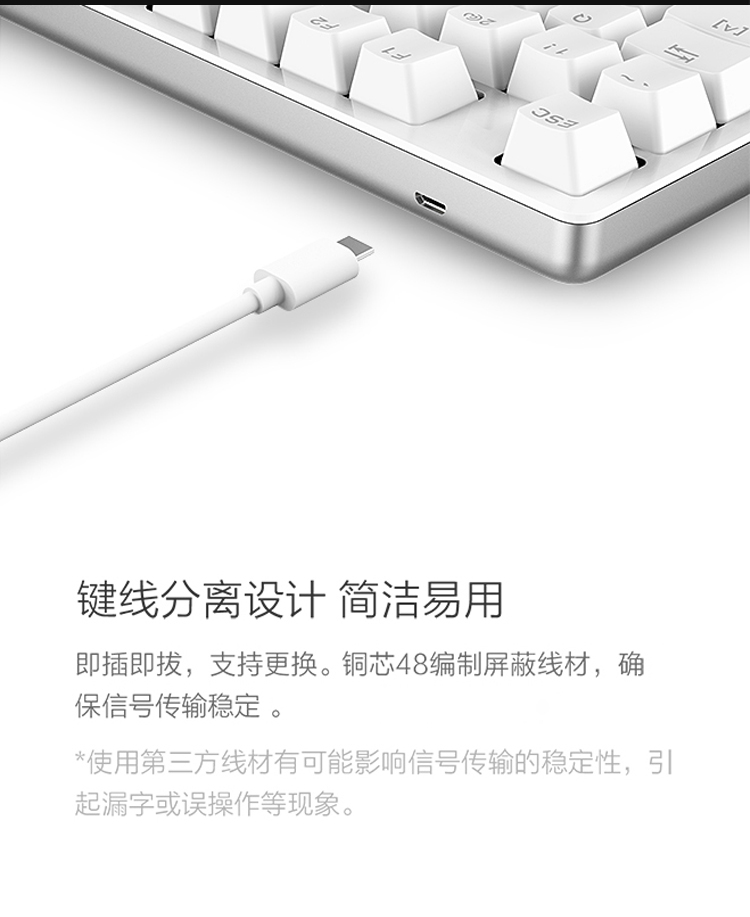 F2
F1
2@
Q
1!
~ `
[^]
ESC
键线分离设计 简洁易用
即插即拔，支持更换。铜芯48编制屏蔽线材，确
保信号传输稳定 。
*使用第三方线材有可能影响信号传输的稳定性，引
起漏字或误操作等现象。